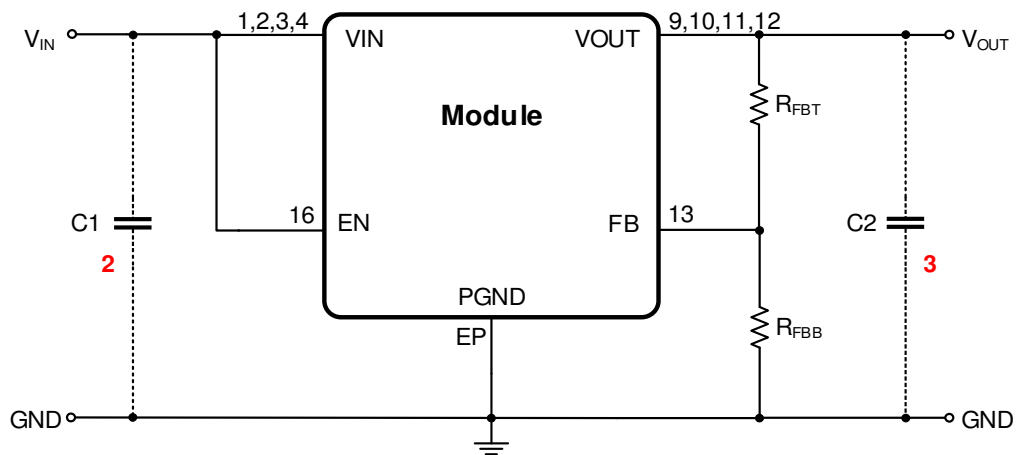 1,2,3,4
9,10,11,12
VIN
VIN
VOUT
VOUT
Module
RFBT
16
EN
FB
13
C1
C2
2
3
PGND
EP
RFBB
GND
GND